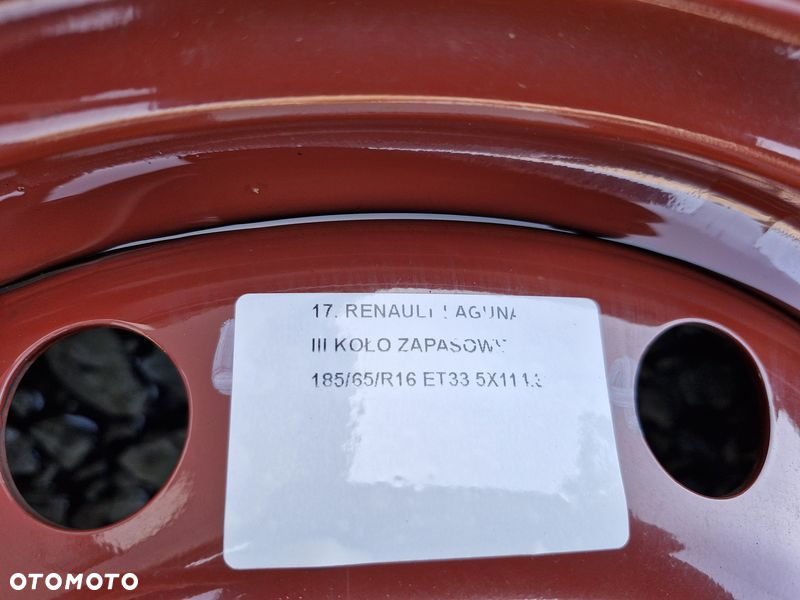 17. RENAULT LAGUNA
III KOŁO ZAPASOWE
185/65/R16 ET33 5X114.3
OTOMOTO